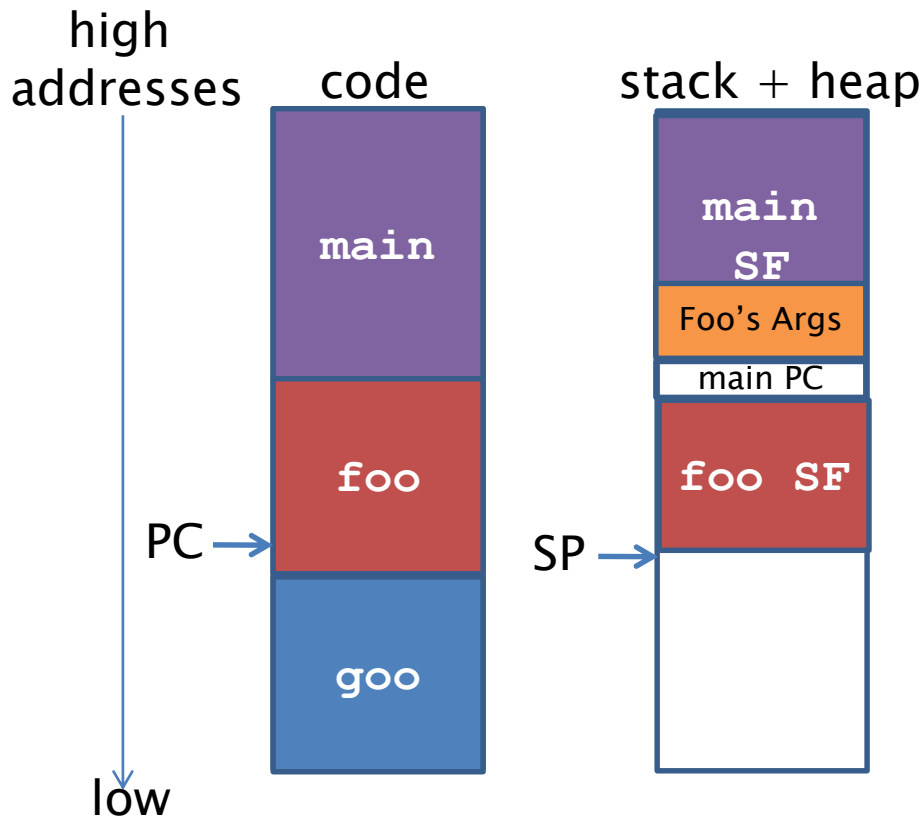 high
addresses
code
stack + heap
main
main
SF
Foo’s Args
main PC
foo
foo SF
PC
SP
goo
low